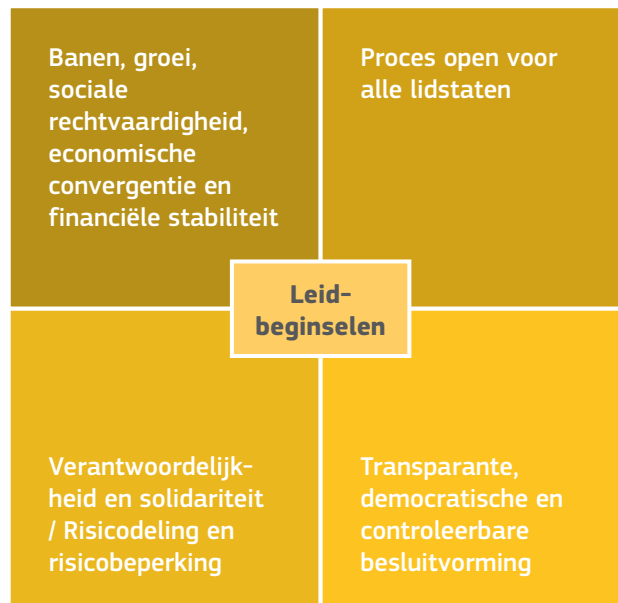 Banen, groei,
sociale
rechtvaardigheid,
economische
convergentie en
financiële stabiliteit
Proces open voor
alle lidstaten
Leid-
beginselen
Verantwoordelijk-
heid en solidariteit
/ Risicodeling en
risicobeperking
Transparante,
democratische en
controleerbare
besluitvorming